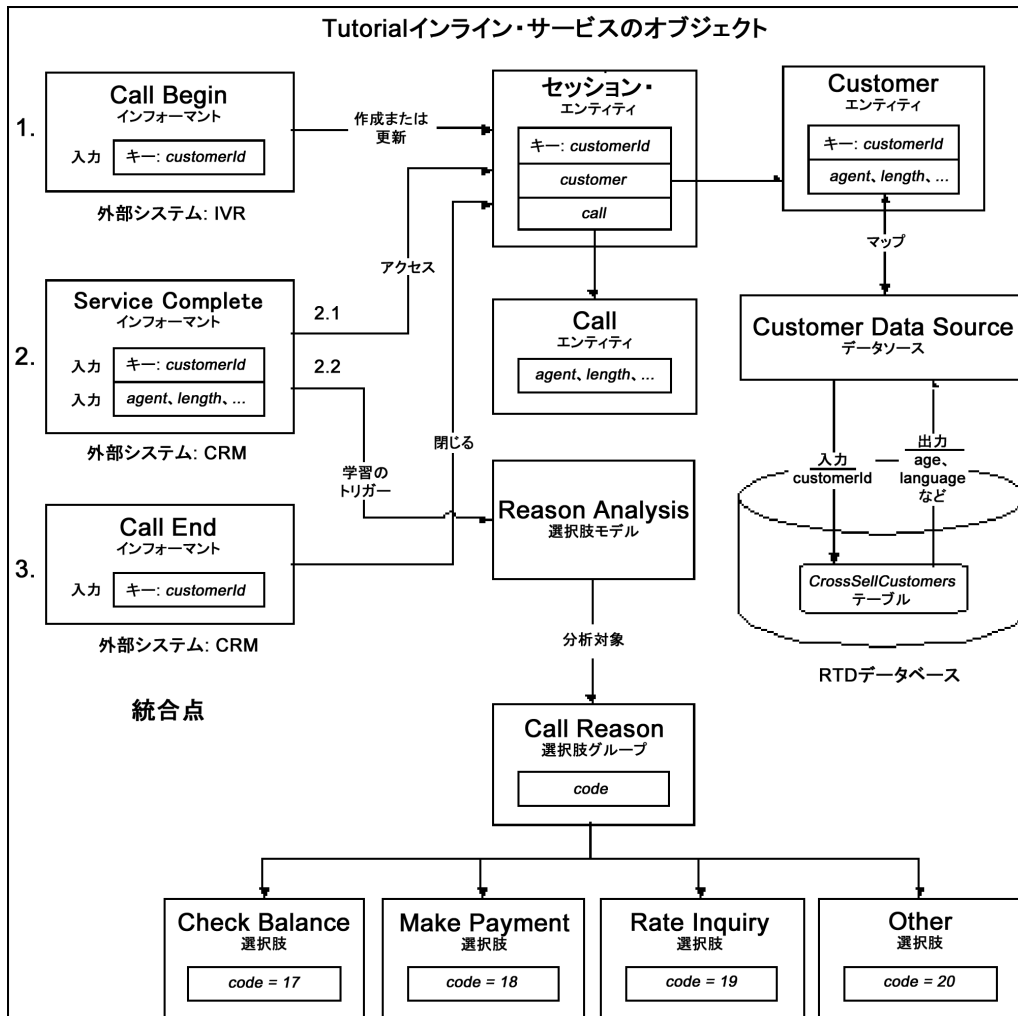 Tutorialインライン・サービスのオブジェクト
1.
Call Begin
インフォーマント
入力
キー: customerId
外部システム: IVR
作成または
更新
セッション・
エンティティ
キー: customerId
customer
call
Customer
エンティティ
キー: customerId
agent、length、...
マップ
アクセス
2.
Service Complete
インフォーマント
入力
キー: customerId
入力
agent、length、...
外部システム: CRM
2.1
2.2
Call
エンティティ
agent、length、...
Customer Data Source
データソース
入力
customerId
出力
age、
language
など
CrossSellCustomers
テーブル
RTDデータベース
閉じる
学習の
トリガー
3.
Call End
インフォーマント
入力
キー: customerId
外部システム: CRM
統合点
Reason Analysis
選択肢モデル
分析対象
Call Reason
選択肢グループ
code
Check Balance
選択肢
code = 17
Make Payment
選択肢
code = 18
Rate Inquiry
選択肢
code = 19
Other
選択肢
code = 20